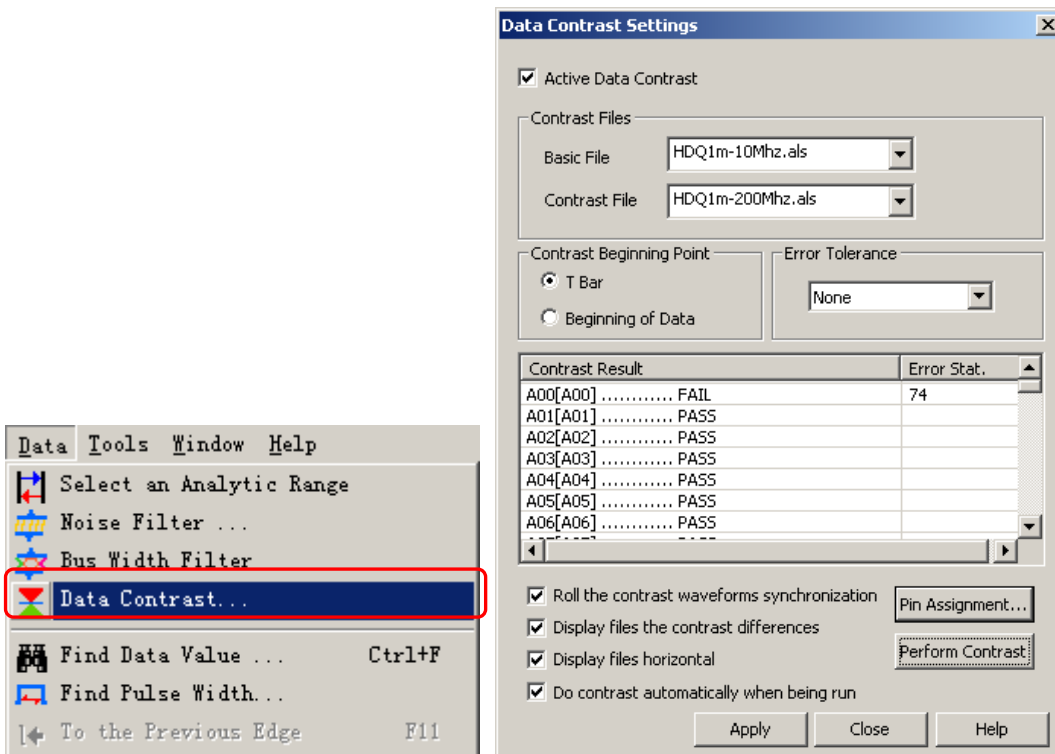 Data Contrast Settings
Active Data Contrast
Contrast Files
Basic File HDQ1m-10Mhz.als
Contrast File HDQ1m-200Mhz.als
Contrast Beginning Point Error Tolerance
T Bar
None
Beginning of Data
Contrast Result Error Stat.
A00[A00] ............ FAIL 74
A01[A01] ............ PASS
A02[A02] ............ PASS
A03[A03] ............ PASS
A04[A04] ............ PASS
A05[A05] ............ PASS
A06[A06] ............ PASS
Roll the contrast waveforms synchronization
Pin Assignment...
Display files the contrast differences
Perform Contrast
Display files horizontal
Do contrast automatically when being run
Apply Close Help
Data Tools Window Help
Select an Analytic Range
Noise Filter ...
Bus Width Filter
Data Contrast...
Find Data Value ... Ctrl+F
Find Pulse Width...
To the Previous Edge F11